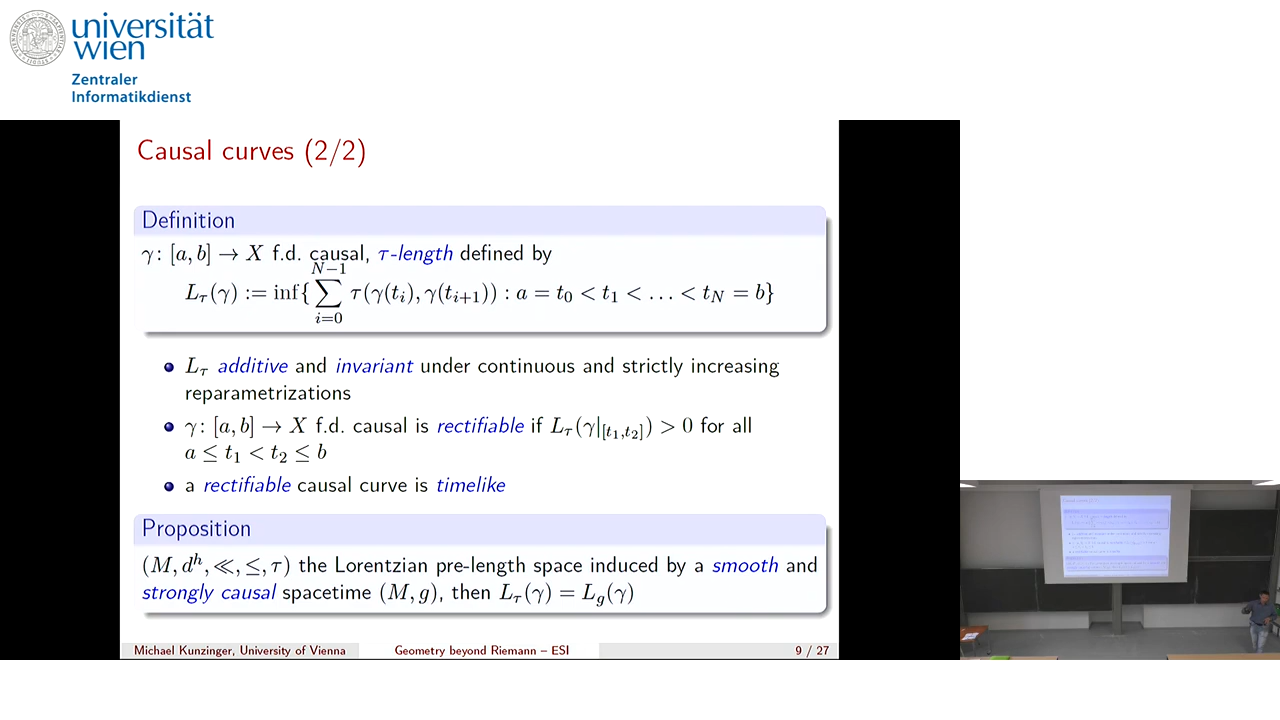 universität
wien
Zentraler
Informatikdienst
Causal curves (2/2)
Definition
γ: [a, b] → X f.d. causal, τ-length defined by
L_τ(γ) := inf{∑_{i=0}^{N−1} τ(γ(t_i), γ(t_{i+1})) : a = t_0 < t_1 < … < t_N = b}
L_τ additive and invariant under continuous and strictly increasing
reparametrizations
γ: [a, b] → X f.d. causal is rectifiable if L_τ(γ|_{[t_1,t_2]}) > 0 for all
a ≤ t_1 < t_2 ≤ b
a rectifiable causal curve is timelike
Proposition
(M, d^h, ≪, ≤, τ) the Lorentzian pre-length space induced by a smooth and
strongly causal spacetime (M, g), then L_τ(γ) = L_g(γ)
Michael Kunzinger, University of Vienna Geometry beyond Riemann – ESI 9 / 27